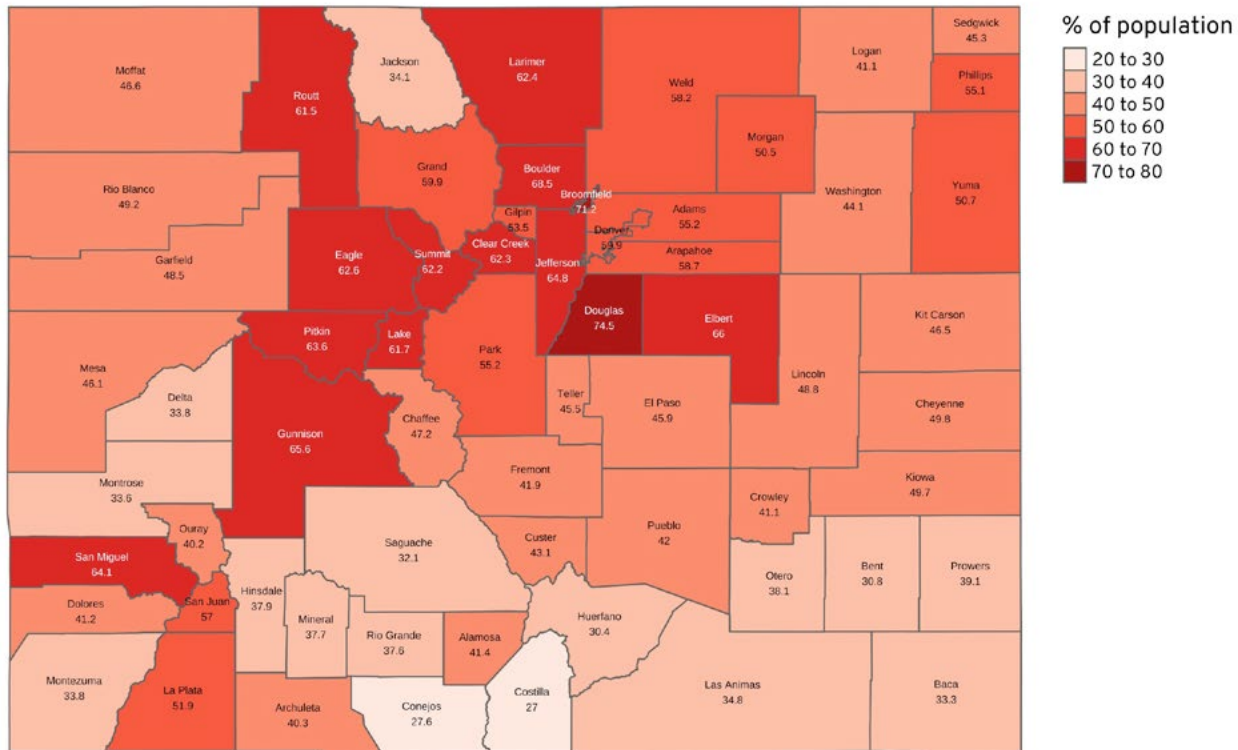 % of population
20 to 30
30 to 40
40 to 50
50 to 60
60 to 70
70 to 80
Moffat
46.6
Routt
61.5
Jackson
34.1
Larimer
62.4
Weld
58.2
Logan
41.1
Sedgwick
45.3
Phillips
55.1
Morgan
50.5
Grand
59.9
Boulder
68.5
Broomfield
71.2
Rio Blanco
49.2
Washington
44.1
Yuma
50.7
Gilpin
53.5
Adams
55.2
Denver
59.9
Arapahoe
58.7
Garfield
48.5
Eagle
62.6
Summit
62.2
Clear Creek
62.3
Jefferson
64.8
Douglas
74.5
Elbert
66
Kit Carson
46.5
Pitkin
63.6
Lake
61.7
Park
55.2
Mesa
46.1
Delta
33.8
Lincoln
48.8
Teller
45.5
El Paso
45.9
Cheyenne
49.8
Chaffee
47.2
Gunnison
65.6
Fremont
41.9
Kiowa
49.7
Montrose
33.6
Crowley
41.1
Ouray
40.2
Pueblo
42
Custer
43.1
Saguache
32.1
San Miguel
64.1
Otero
38.1
Bent
30.8
Prowers
39.1
Hinsdale
37.9
San Juan
57
Dolores
41.2
Mineral
37.7
Huerfano
30.4
Rio Grande
37.6
Alamosa
41.4
Montezuma
33.8
La Plata
51.9
Archuleta
40.3
Conejos
27.6
Costilla
27
Las Animas
34.8
Baca
33.3